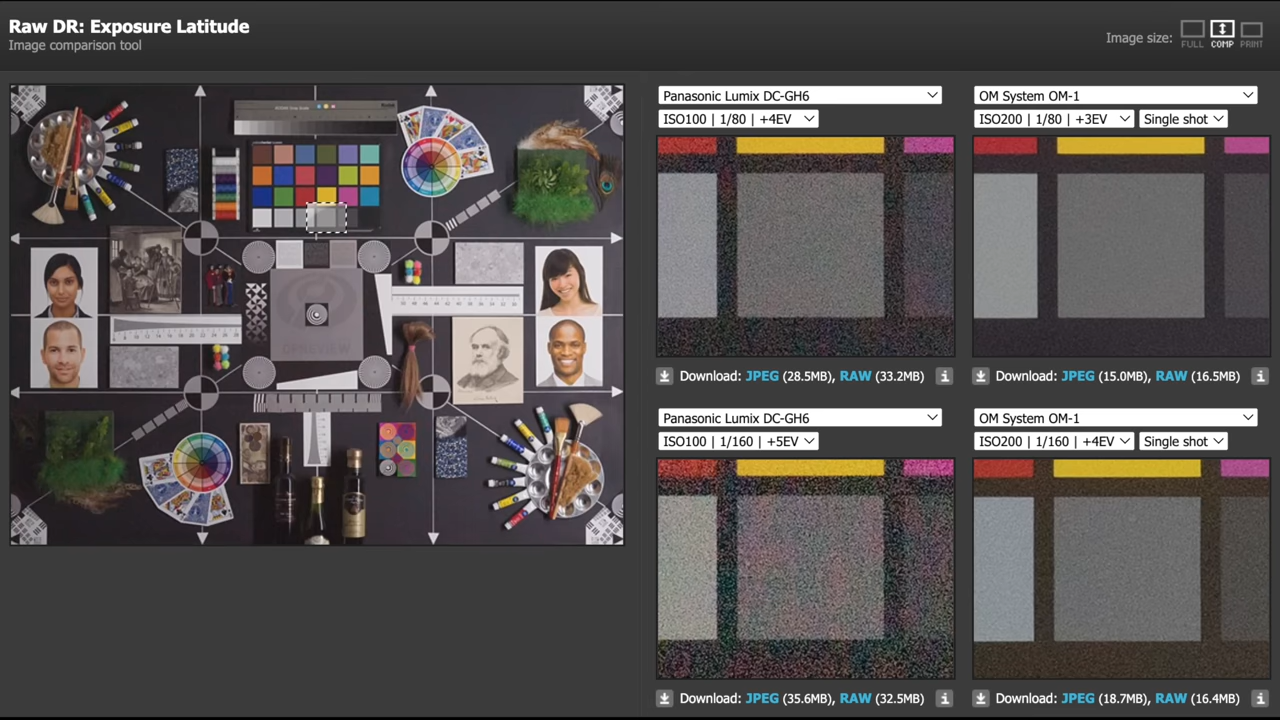 Raw DR: Exposure Latitude
Image comparison tool
Image size:
FULL COMP PRINT
Panasonic Lumix DC-GH6
ISO100 | 1/80 | +4EV
OM System OM-1
ISO200 | 1/80 | +3EV Single shot
Download: JPEG (28.5MB), RAW (33.2MB)
Download: JPEG (15.0MB), RAW (16.5MB)
Panasonic Lumix DC-GH6
ISO100 | 1/160 | +5EV
OM System OM-1
ISO200 | 1/160 | +4EV Single shot
Download: JPEG (35.6MB), RAW (32.5MB)
Download: JPEG (18.7MB), RAW (16.4MB)
Kodak
DPREVIEW